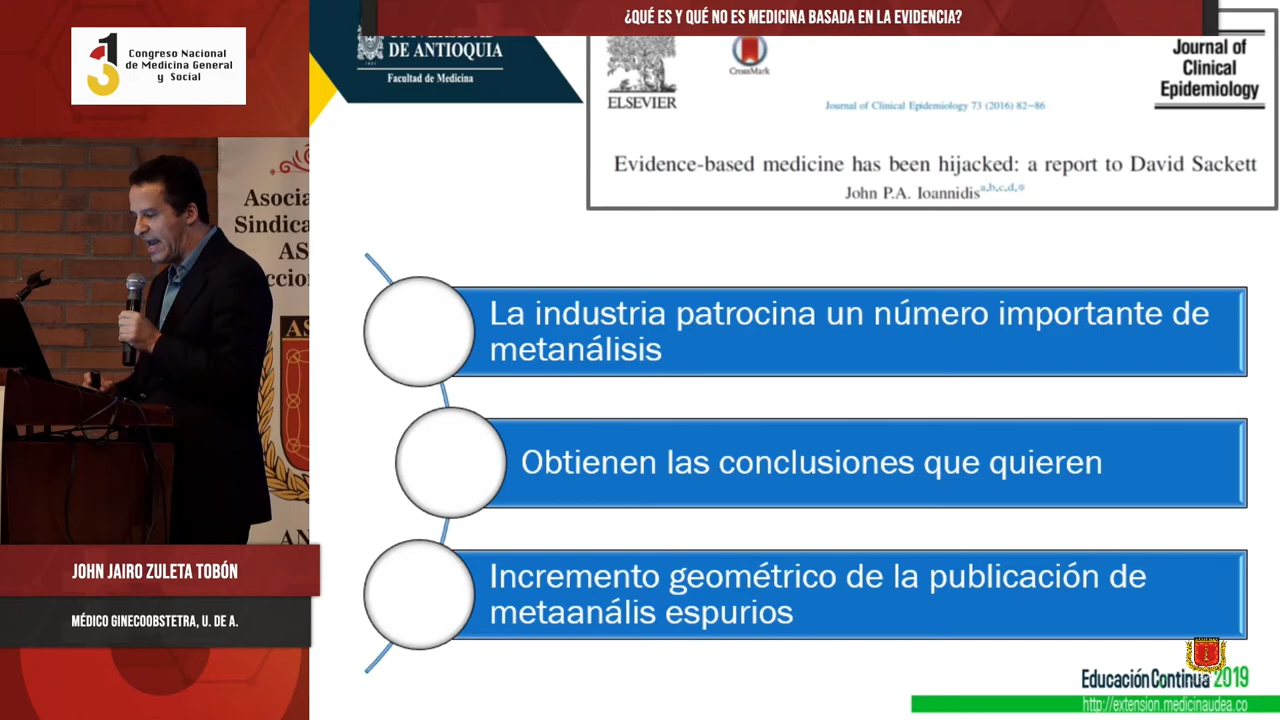 ¿QUÉ ES Y QUÉ NO ES MEDICINA BASADA EN LA EVIDENCIA?
Congreso Nacional
de Medicina General
y Social
DE ANTIOQUIA
Facultad de Medicina
ELSEVIER
CrossMark
Journal of Clinical Epidemiology 73 (2016) 82–86
Journal of
Clinical
Epidemiology
Evidence-based medicine has been hijacked: a report to David Sackett
John P.A. Ioannidis a,b,c,d,*
La industria patrocina un número importante de
metanálisis
Obtienen las conclusiones que quieren
Incremento geométrico de la publicación de
metaanális espurios
JOHN JAIRO ZULETA TOBÓN
MÉDICO GINECOOBSTETRA, U. DE A.
Educación Continua 2019
http://extension.medicinaudea.co